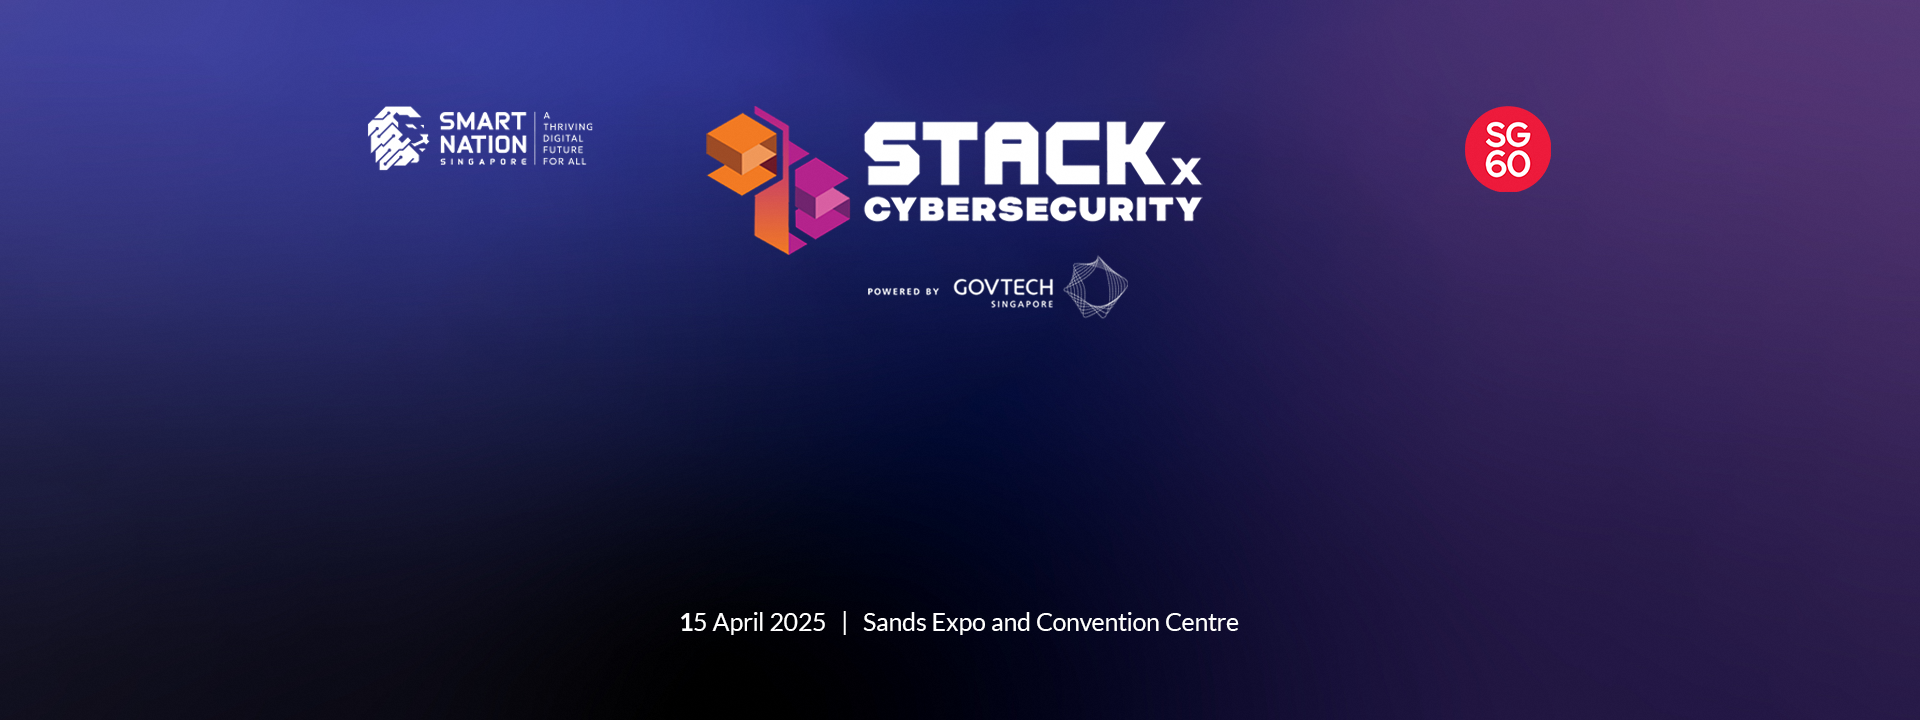 SMART
NATION
SINGAPORE
A
THRIVING
DIGITAL
FUTURE
FOR ALL
STACK x
CYBERSECURITY
POWERED BY GOVTECH
SINGAPORE
SG
60
15 April 2025 | Sands Expo and Convention Centre